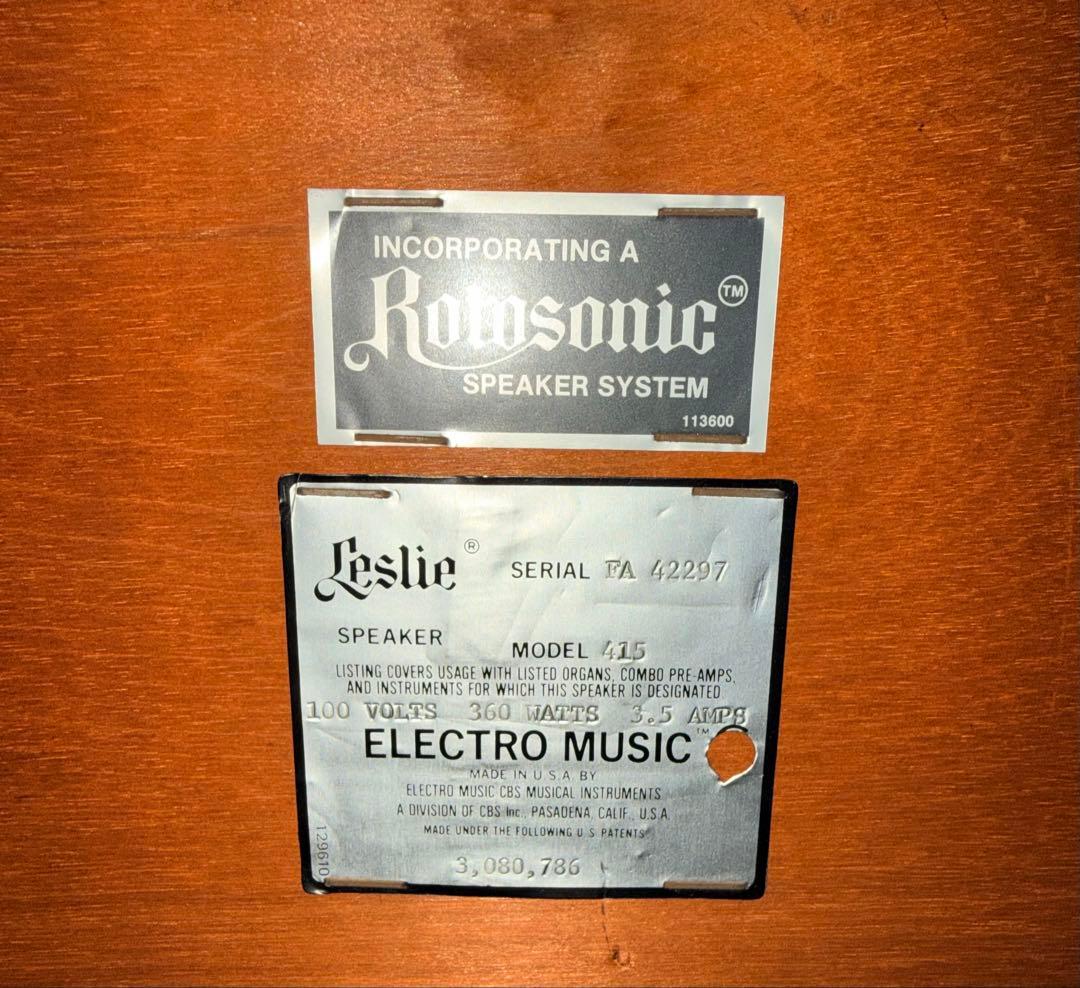 INCORPORATING A
Rotosonic™
SPEAKER SYSTEM
113600
Leslie®
SERIAL FA 42297
SPEAKER
MODEL 415
LISTING COVERS USAGE WITH LISTED ORGANS, COMBO PRE-AMPS,
AND INSTRUMENTS FOR WHICH THIS SPEAKER IS DESIGNATED
100 VOLTS 360 WATTS 3.5 AMPS
ELECTRO MUSIC™
MADE IN U.S.A. BY
ELECTRO MUSIC CBS MUSICAL INSTRUMENTS
A DIVISION OF CBS Inc., PASADENA, CALIF., U.S.A.
MADE UNDER THE FOLLOWING U S PATENTS
3,080,786
129610